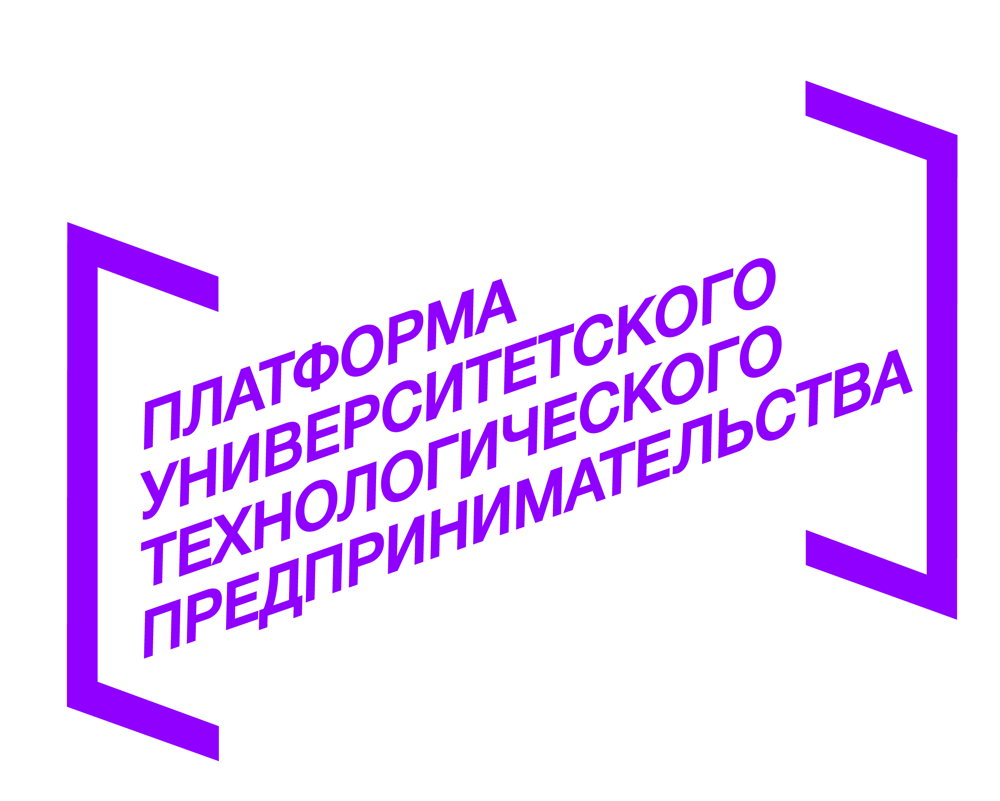 ПЛАТФОРМА
УНИВЕРСИТЕТСКОГО
ТЕХНОЛОГИЧЕСКОГО
ПРЕДПРИНИМАТЕЛЬСТВА